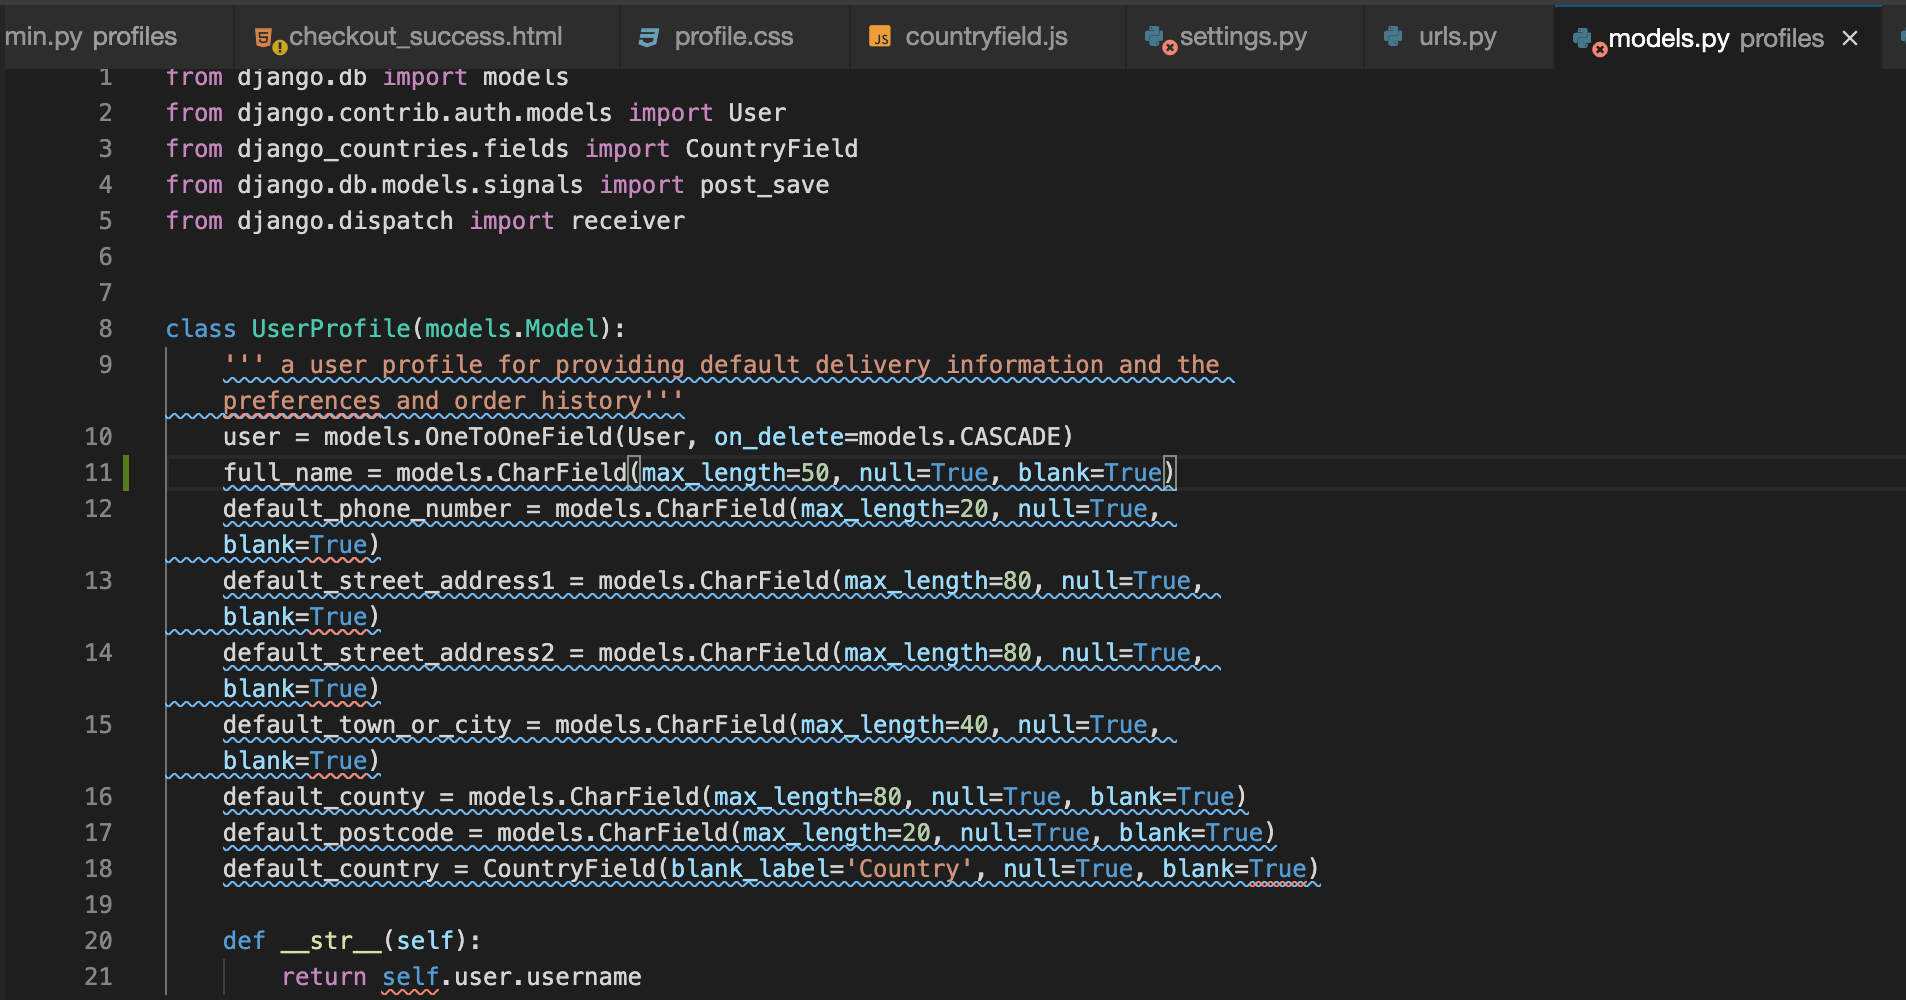 min.py profiles checkout_success.html profile.css JS countryfield.js settings.py urls.py models.py profiles
1 from django.db import models
2 from django.contrib.auth.models import User
3 from django_countries.fields import CountryField
4 from django.db.models.signals import post_save
5 from django.dispatch import receiver
6
7
8 class UserProfile(models.Model):
9 ''' a user profile for providing default delivery information and the
preferences and order history'''
10 user = models.OneToOneField(User, on_delete=models.CASCADE)
11 full_name = models.CharField(max_length=50, null=True, blank=True)
12 default_phone_number = models.CharField(max_length=20, null=True,
blank=True)
13 default_street_address1 = models.CharField(max_length=80, null=True,
blank=True)
14 default_street_address2 = models.CharField(max_length=80, null=True,
blank=True)
15 default_town_or_city = models.CharField(max_length=40, null=True,
blank=True)
16 default_county = models.CharField(max_length=80, null=True, blank=True)
17 default_postcode = models.CharField(max_length=20, null=True, blank=True)
18 default_country = CountryField(blank_label='Country', null=True, blank=True)
19
20 def __str__(self):
21 return self.user.username